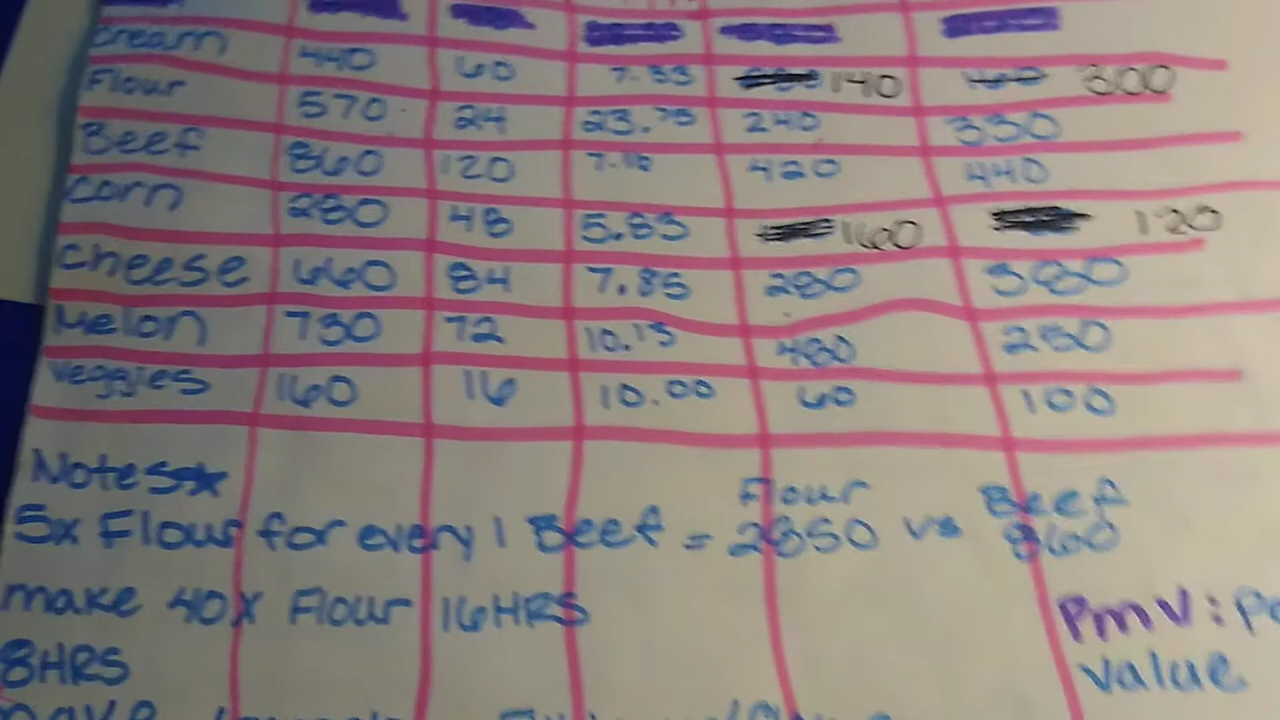 cream 440 60 7.33 140 300
Flour 570 24 23.75 240 330
Beef 860 120 7.16 420 440
corn 280 48 5.83 160 120
cheese 660 84 7.85 280 380
Melon 730 72 10.13 480 250
veggies 160 16 10.00 60 100
Notes*
Flour Beef
5x Flour for every 1 Beef = 2850 vs 860
make 40x Flour 16HRS
Pmv:
8HRS
value